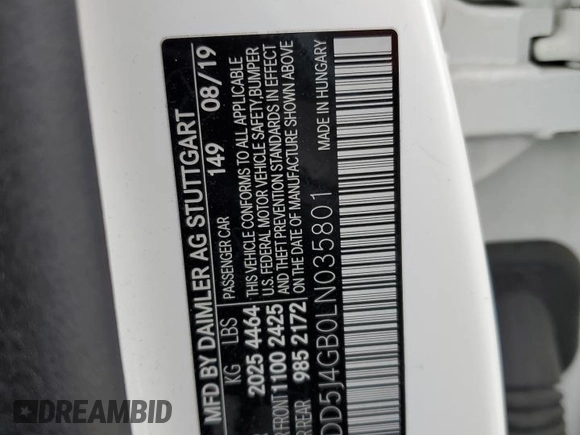 MFD BY DAIMLER AG STUTTGART
149 08/19
KG LBS PASSENGER CAR
2025 4464 THIS VEHICLE CONFORMS TO ALL APPLICABLE
U.S. FEDERAL MOTOR VEHICLE SAFETY,BUMPER
FRONT 1100 2425 AND THEFT PREVENTION STANDARDS IN EFFECT
REAR 985 2172 ON THE DATE OF MANUFACTURE SHOWN ABOVE
MADE IN HUNGARY
DD5J4GB0LN035801
© RIDEAMBID